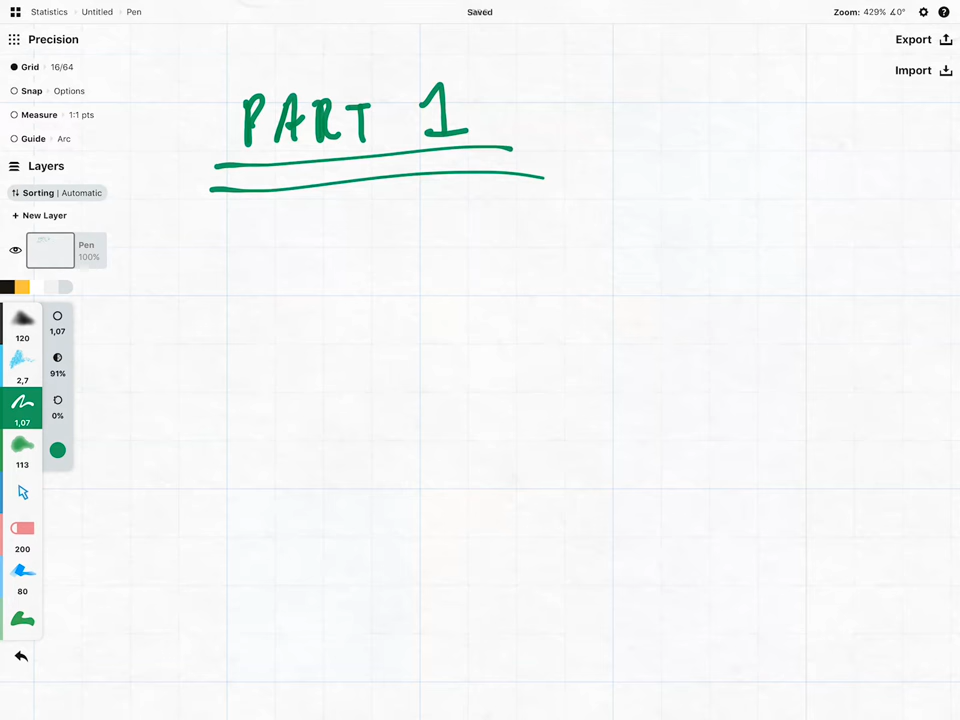 Statistics › Untitled › Pen
Saved
Zoom: 429% ∡0°
Precision
Export
Grid › 16/64
Import
Snap › Options
Measure › 1:1 pts
Guide › Arc
PART 1
Layers
Sorting | Automatic
+ New Layer
Pen
100%
120
1,07
2,7
91%
1,07
0%
113
200
80